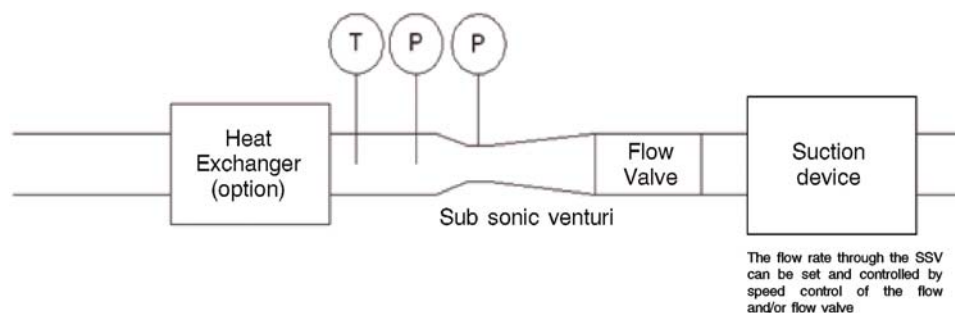 T
P
P
Heat
Exchanger
(option)
Flow
Valve
Suction
device
Sub sonic venturi
The flow rate through the SSV
can be set and controlled by
speed control of the flow
and/or flow valve